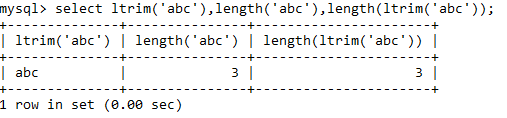 mysql> select ltrim('abc'),length('abc'),length(ltrim('abc'));
+--------------+---------------+----------------------+
| ltrim('abc') | length('abc') | length(ltrim('abc')) |
+--------------+---------------+----------------------+
| abc          |             3 |                    3 |
+--------------+---------------+----------------------+
1 row in set (0.00 sec)